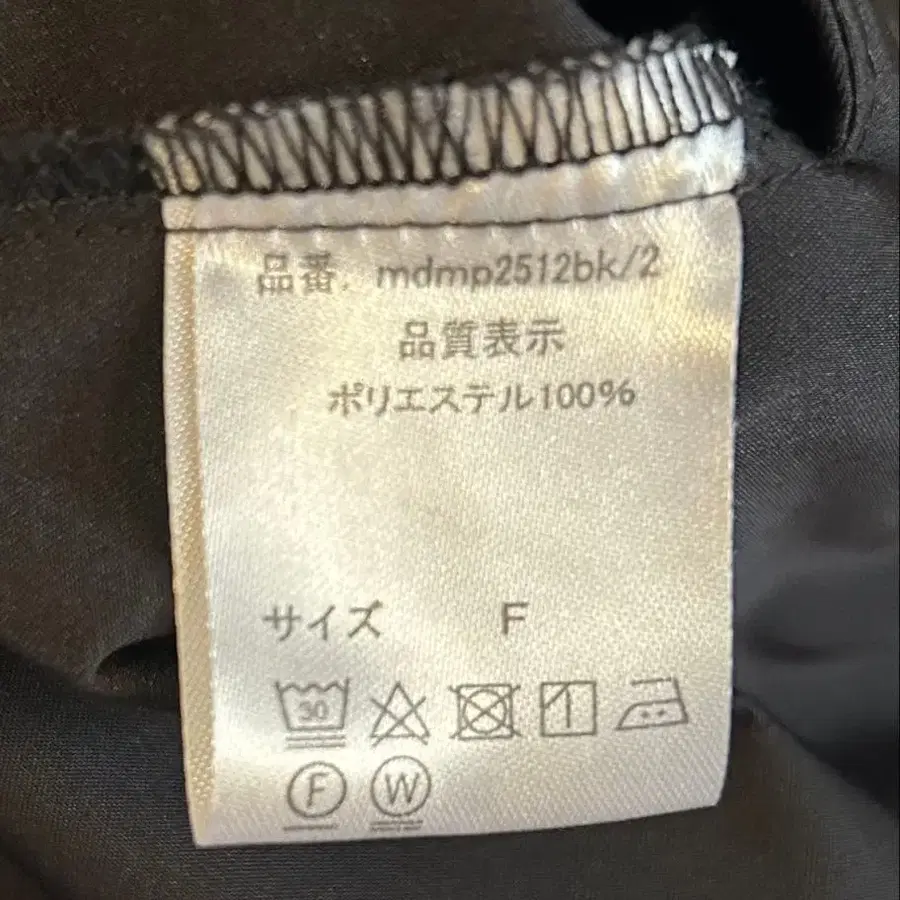 品番. mdmp2512bk/2
品質表示
ポリエステル100%
サイズ F
30
F W